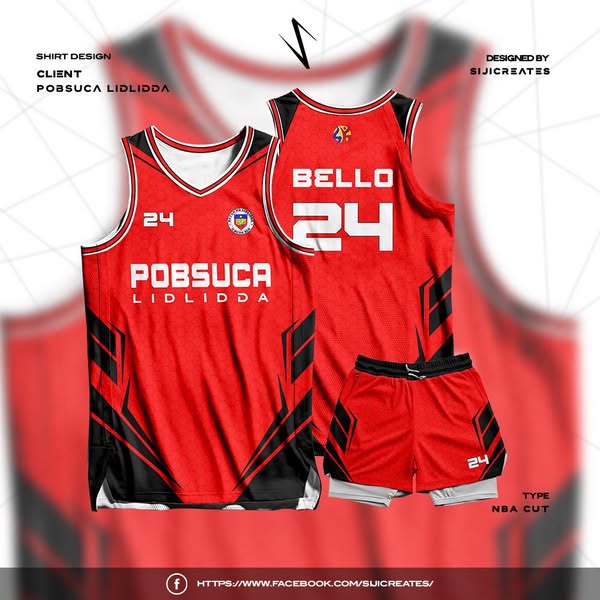 SHIRT DESIGN
CLIENT
POBSUCA LIDLIDDA
DESIGNED BY
SIJICREATES
BELLO
24
24
POBSUCA
LIDLIDDA
24
TYPE
NBA CUT
HTTPS://WWW.FACEBOOK.COM/SIJICREATES/